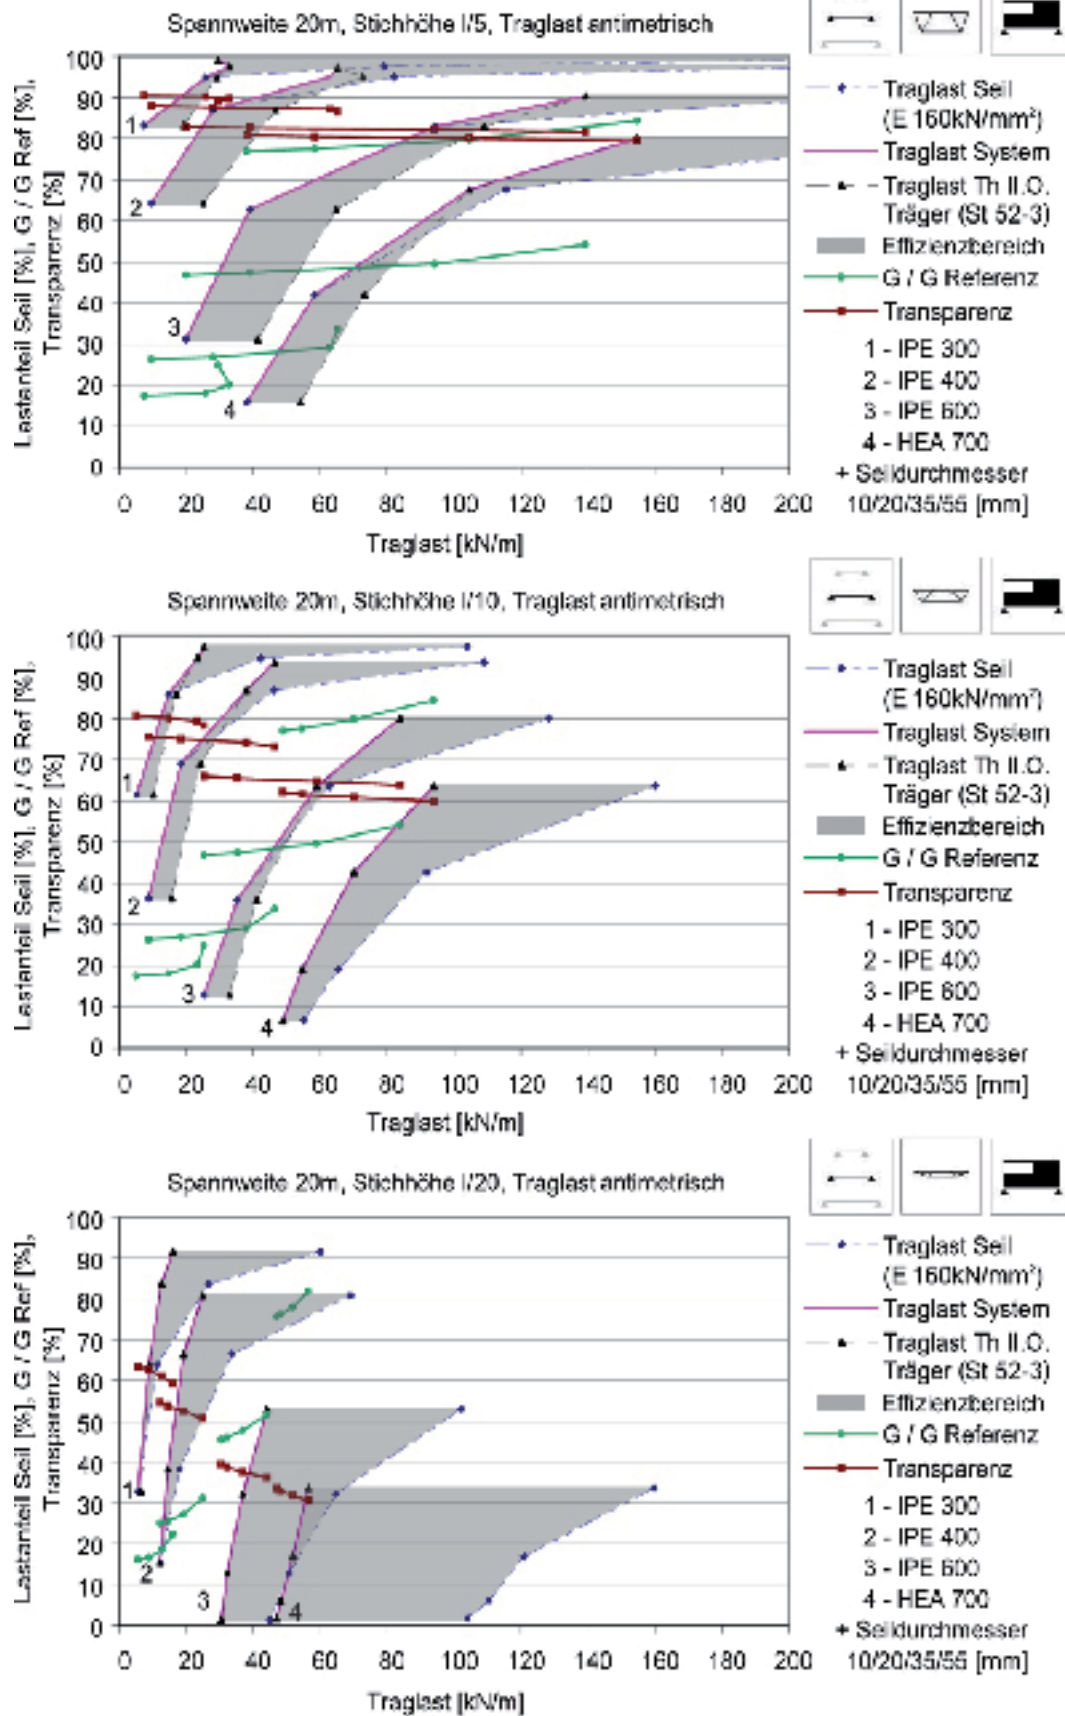 Spannweite 20m, Stichhöhe l/5, Traglast antimetrisch
Lastanteil Seil [%], G / G Ref [%],
Transparenz [%]
100
90
80
70
60
50
40
30
20
10
0
1
2
3
4
0 20 40 60 80 100 120 140 160 180 200
Traglast [kN/m]
Traglast Seil
(E 160kN/mm²)
Traglast System
Traglast Th II.O.
Träger (St 52-3)
Effizienzbereich
G / G Referenz
Transparenz
1 - IPE 300
2 - IPE 400
3 - IPE 600
4 - HEA 700
+ Seildurchmesser
10/20/35/55 [mm]
Spannweite 20m, Stichhöhe l/10, Traglast antimetrisch
Lastanteil Seil [%], G / G Ref [%],
Transparenz [%]
100
90
80
70
60
50
40
30
20
10
0
1
2
3
4
0 20 40 60 80 100 120 140 160 180 200
Traglast [kN/m]
Traglast Seil
(E 160kN/mm²)
Traglast System
Traglast Th II.O.
Träger (St 52-3)
Effizienzbereich
G / G Referenz
Transparenz
1 - IPE 300
2 - IPE 400
3 - IPE 600
4 - HEA 700
+ Seildurchmesser
10/20/35/55 [mm]
Spannweite 20m, Stichhöhe l/20, Traglast antimetrisch
Lastanteil Seil [%], G / G Ref [%],
Transparenz [%]
100
90
80
70
60
50
40
30
20
10
0
1
2
3
4
0 20 40 60 80 100 120 140 160 180 200
Traglast [kN/m]
Traglast Seil
(E 160kN/mm²)
Traglast System
Traglast Th II.O.
Träger (St 52-3)
Effizienzbereich
G / G Referenz
Transparenz
1 - IPE 300
2 - IPE 400
3 - IPE 600
4 - HEA 700
+ Seildurchmesser
10/20/35/55 [mm]